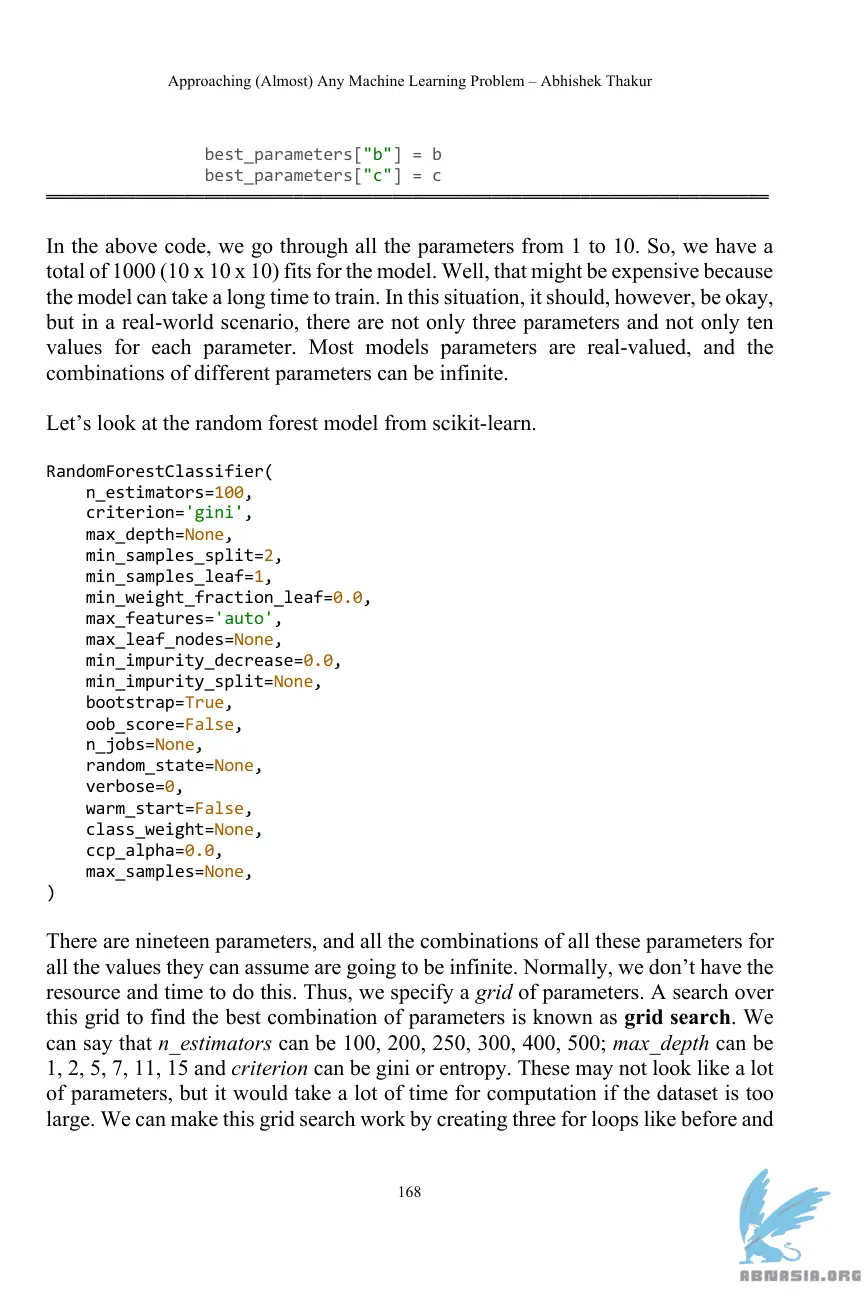 Approaching (Almost) Any Machine Learning Problem – Abhishek Thakur
best_parameters["b"] = b
best_parameters["c"] = c
In the above code, we go through all the parameters from 1 to 10. So, we have a
total of 1000 (10 x 10 x 10) fits for the model. Well, that might be expensive because
the model can take a long time to train. In this situation, it should, however, be okay,
but in a real-world scenario, there are not only three parameters and not only ten
values for each parameter. Most models parameters are real-valued, and the
combinations of different parameters can be infinite.
Let’s look at the random forest model from scikit-learn.
RandomForestClassifier(
    n_estimators=100,
    criterion='gini',
    max_depth=None,
    min_samples_split=2,
    min_samples_leaf=1,
    min_weight_fraction_leaf=0.0,
    max_features='auto',
    max_leaf_nodes=None,
    min_impurity_decrease=0.0,
    min_impurity_split=None,
    bootstrap=True,
    oob_score=False,
    n_jobs=None,
    random_state=None,
    verbose=0,
    warm_start=False,
    class_weight=None,
    ccp_alpha=0.0,
    max_samples=None,
)
There are nineteen parameters, and all the combinations of all these parameters for
all the values they can assume are going to be infinite. Normally, we don’t have the
resource and time to do this. Thus, we specify a grid of parameters. A search over
this grid to find the best combination of parameters is known as grid search. We
can say that n_estimators can be 100, 200, 250, 300, 400, 500; max_depth can be
1, 2, 5, 7, 11, 15 and criterion can be gini or entropy. These may not look like a lot
of parameters, but it would take a lot of time for computation if the dataset is too
large. We can make this grid search work by creating three for loops like before and
168
ABNASIA.ORG